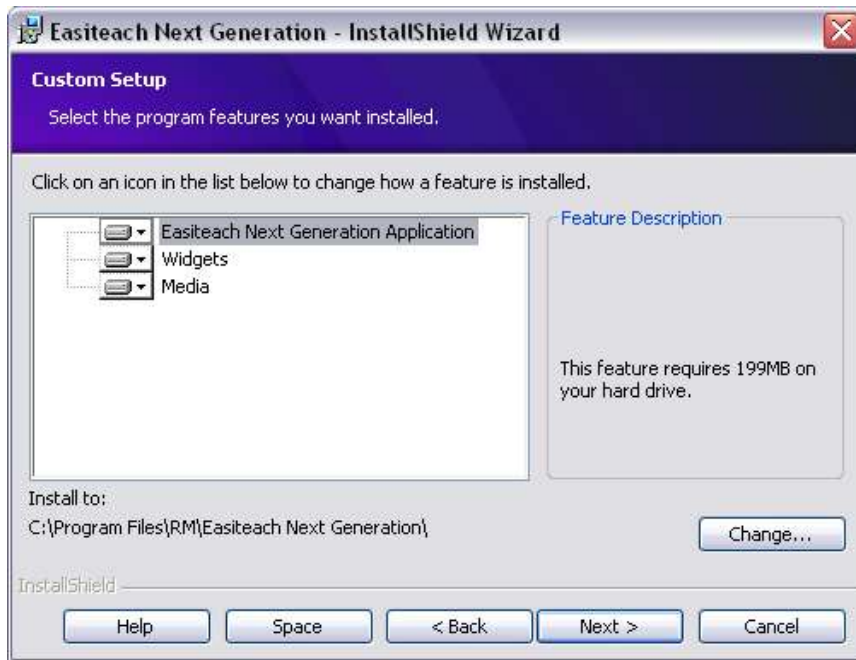 Easiteach Next Generation - InstallShield Wizard
Custom Setup
Select the program features you want installed.
Click on an icon in the list below to change how a feature is installed.
Easiteach Next Generation Application
Widgets
Media
Feature Description
This feature requires 199MB on
your hard drive.
Install to:
C:\Program Files\RM\Easiteach Next Generation\
Change...
InstallShield
Help
Space
< Back
Next >
Cancel